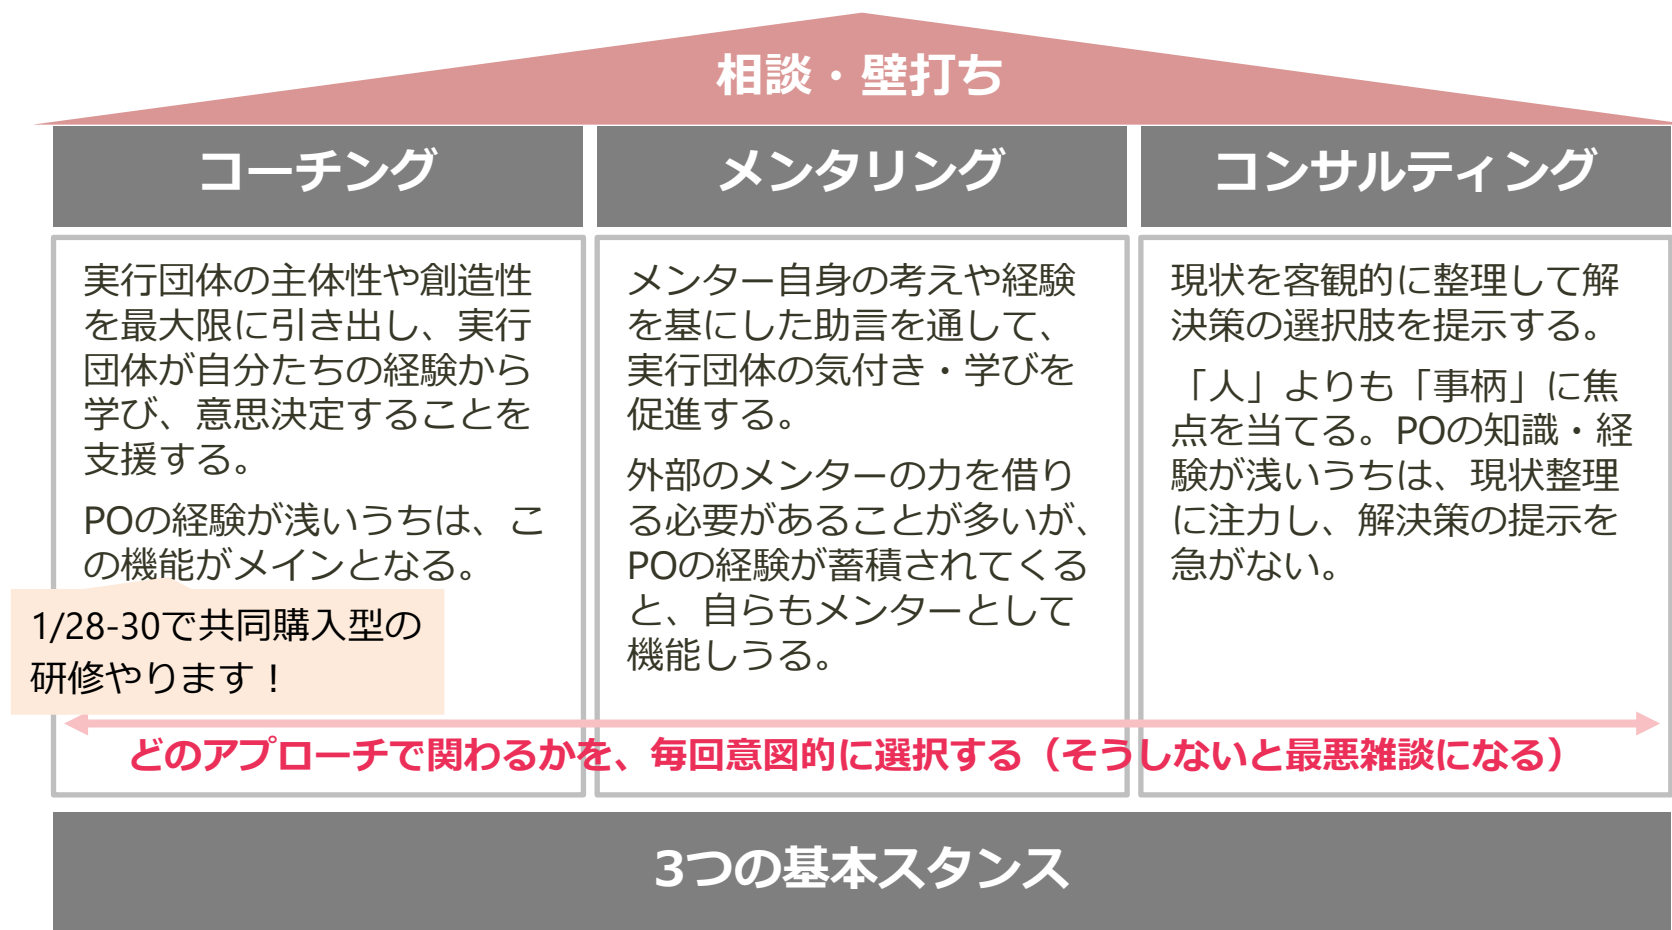 相談・壁打ち
コーチング
実行団体の主体性や創造性
を最大限に引き出し、実行
団体が自分たちの経験から
学び、意思決定することを
支援する。
POの経験が浅いうちは、こ
の機能がメインとなる。
1/28-30で共同購入型の
研修やります！
メンタリング
メンター自身の考えや経験
を基にした助言を通して、
実行団体の気付き・学びを
促進する。
外部のメンターの力を借り
る必要があることが多いが、
POの経験が蓄積されてくる
と、自らもメンターとして
機能しうる。
コンサルティング
現状を客観的に整理して解
決策の選択肢を提示する。
「人」よりも「事柄」に焦
点を当てる。POの知識・経
験が浅いうちは、現状整理
に注力し、解決策の提示を
急がない。
どのアプローチで関わるかを、毎回意図的に選択する（そうしないと最悪雑談になる）
3つの基本スタンス